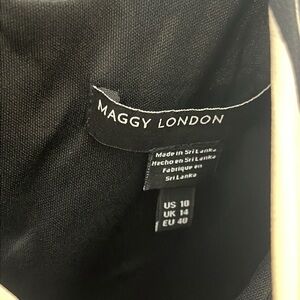 MAGGY LONDON
Made in Sri Lanka
Hecho en Sri Lanka
Fabrique en
Sri Lanka
US 10
UK 14
EU 40